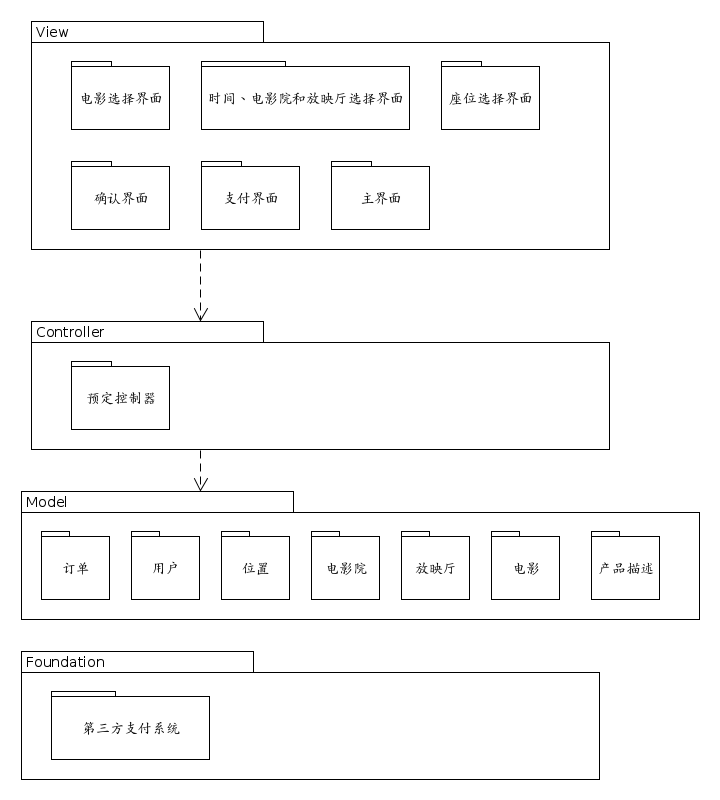 View
电影选择界面
时间、电影院和放映厅选择界面
座位选择界面
确认界面
支付界面
主界面
Controller
预定控制器
Model
订单
用户
位置
电影院
放映厅
电影
产品描述
Foundation
第三方支付系统